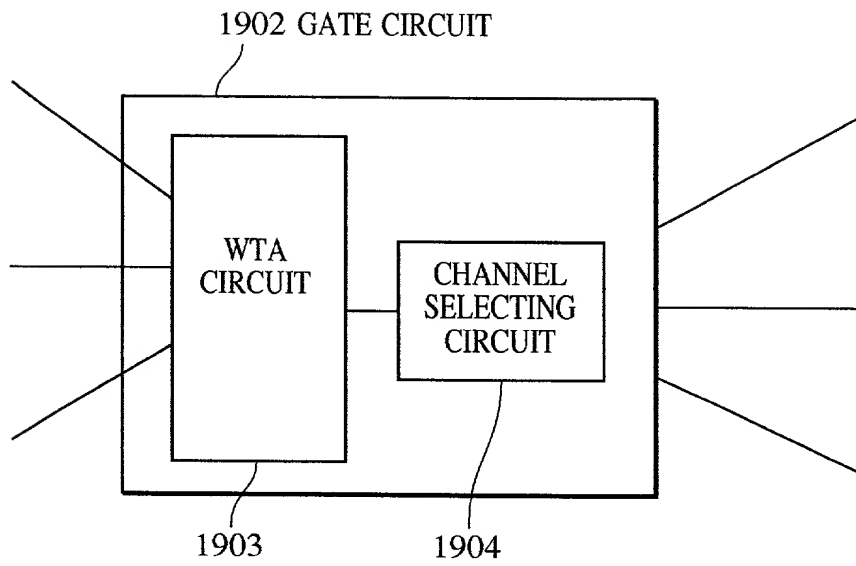 1902 GATE CIRCUIT
WTA
CIRCUIT
CHANNEL
SELECTING
CIRCUIT
1903
1904